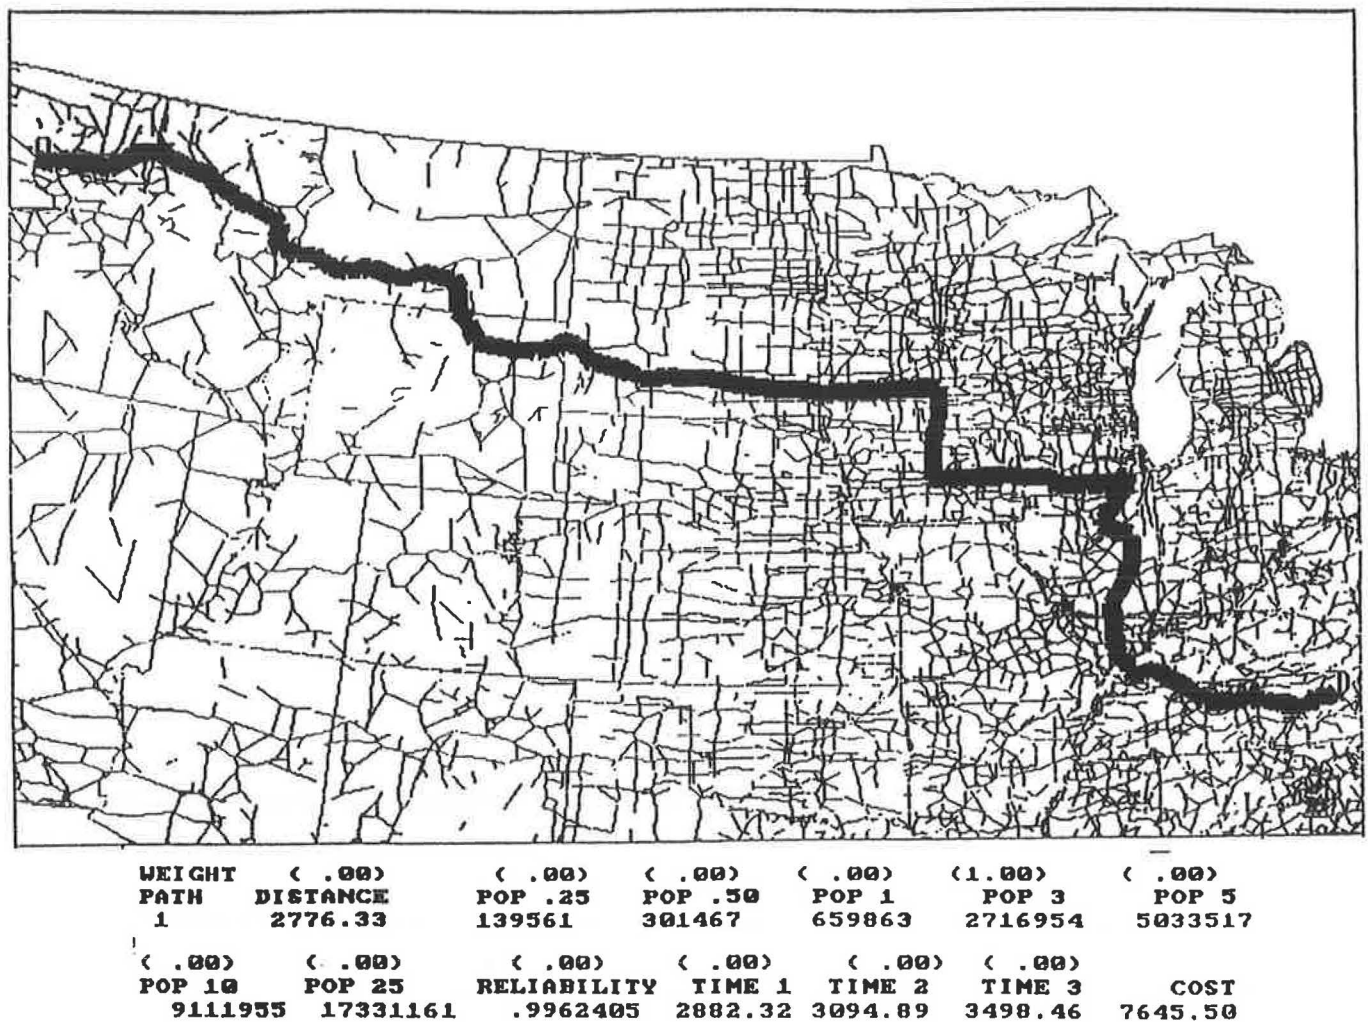 O
D
WEIGHT ( .00) ( .00) ( .00) ( .00) (1.00) ( .00)
PATH DISTANCE POP .25 POP .50 POP 1 POP 3 POP 5
1 2776.33 139561 301467 659863 2716954 5033517
( .00) ( .00) ( .00) ( .00) ( .00) ( .00)
POP 10 POP 25 RELIABILITY TIME 1 TIME 2 TIME 3 COST
9111955 17331161 .9962405 2882.32 3094.89 3498.46 7645.50